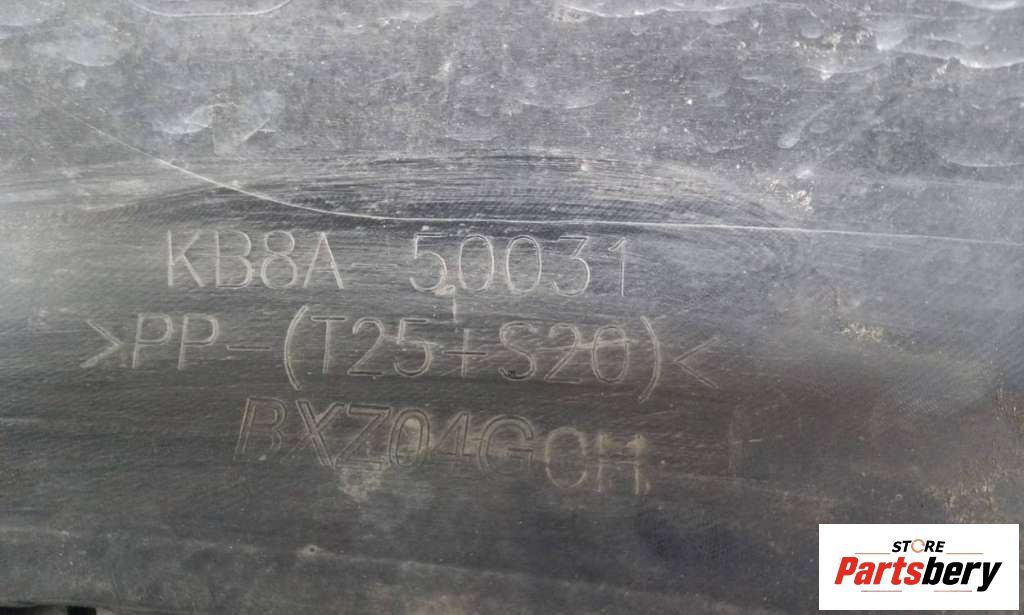 KB8A 50031
>PP-(T25+S20)<
BXZ04GCH
STORE
Partsbery